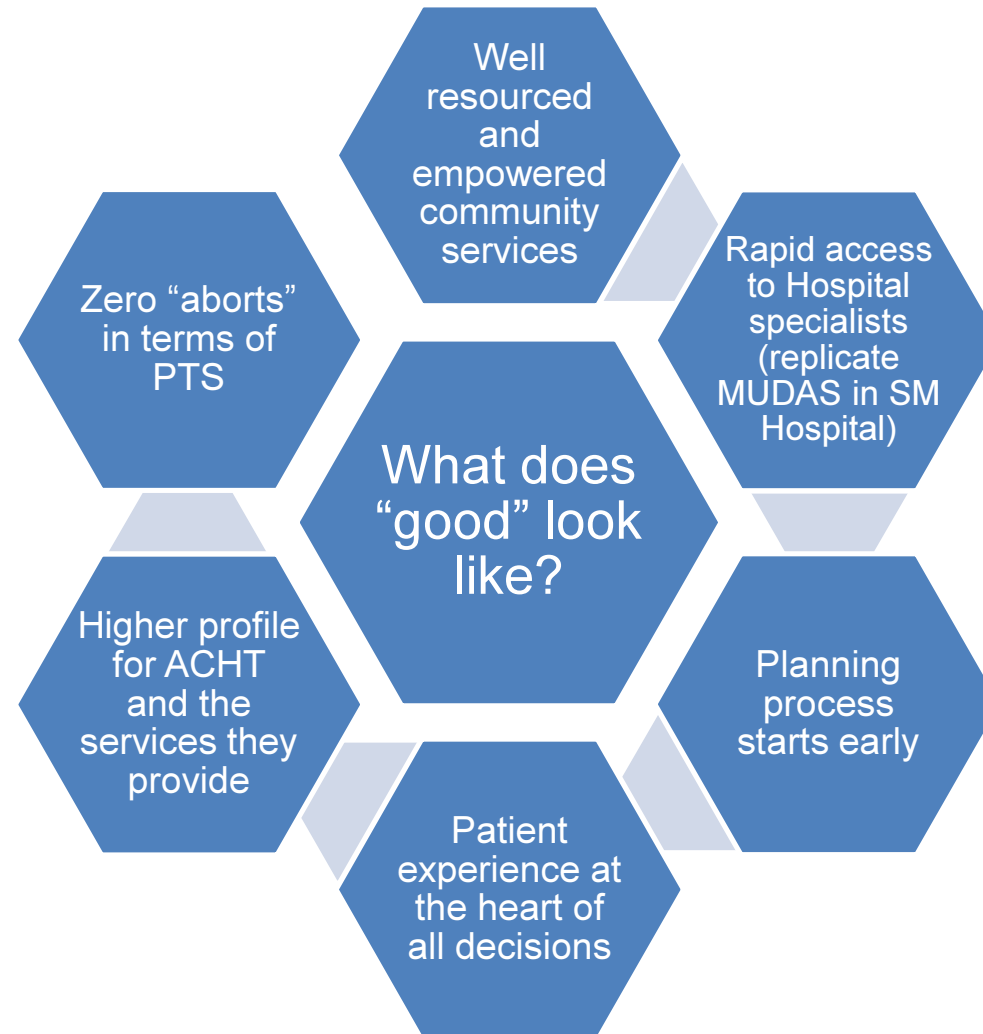 Well
resourced
and
empowered
community
services
Rapid access
to Hospital
specialists
(replicate
MUDAS in SM
Hospital)
Planning
process
starts early
Patient
experience at
the heart of
all decisions
Higher profile
for ACHT
and the
services they
provide
Zero “aborts”
in terms of
PTS
What does
“good” look
like?